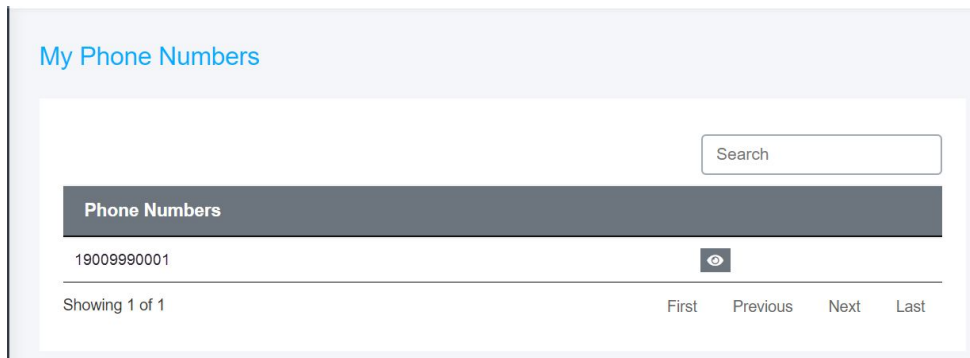 My Phone Numbers
Search
Phone Numbers
19009990001
Showing 1 of 1 First Previous Next Last